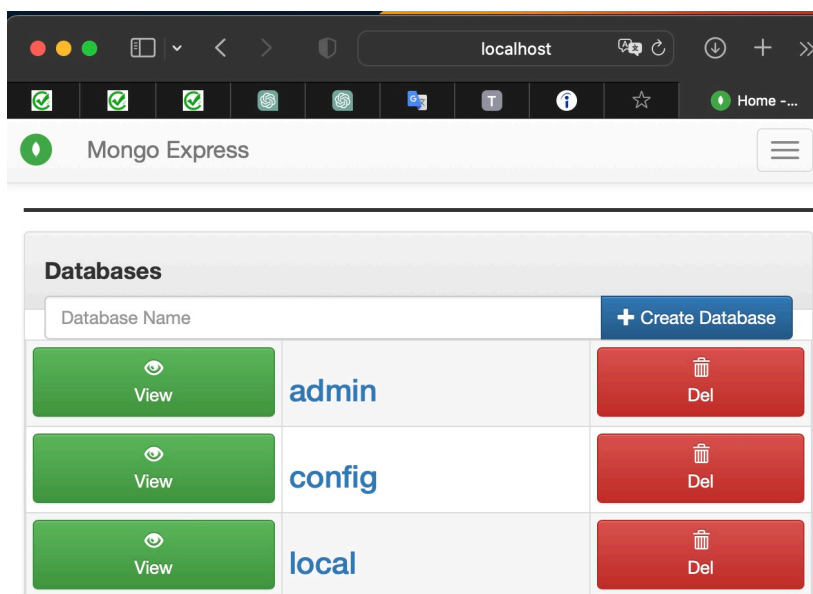 localhost
T
Home -...
Mongo Express
Databases
Database Name
Create Database
View
admin
Del
View
config
Del
View
local
Del